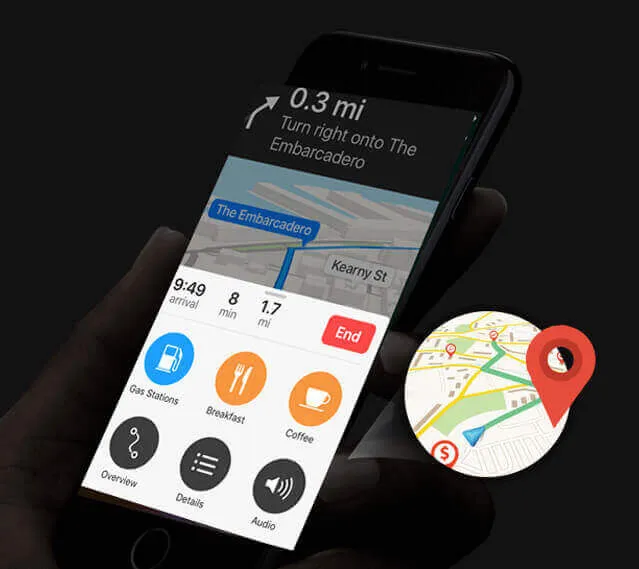 0.3 mi
Turn right onto The
Embarcadero
The Embarcadero
Kearny St
9:49 8 1.7
arrival min mi
End
Gas Stations Breakfast Coffee
Overview Details Audio
$